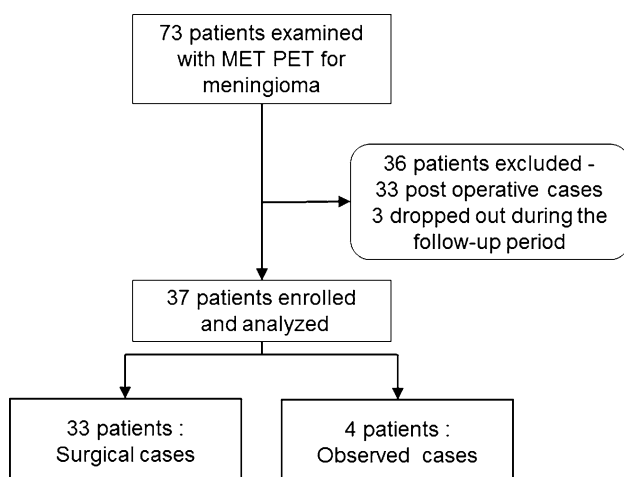 73 patients examined
with MET PET for
meningioma
36 patients excluded -
33 post operative cases
3 dropped out during the
follow-up period
37 patients enrolled
and analyzed
33 patients :
Surgical cases
4 patients :
Observed cases